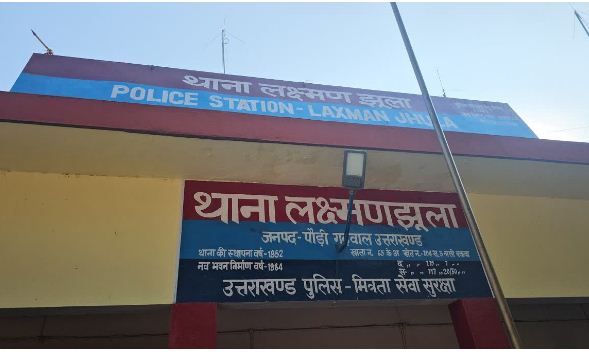 थाना लक्ष्मण झूला
POLICE STATION - LAXMAN JHULA
थाना लक्ष्मणझूला
जनपद - पौड़ी गढ़वाल उत्तराखण्ड
थाना की स्थापना वर्ष - 1952
नव भवन निर्माण वर्ष - 1984
उत्तराखण्ड पुलिस - मित्रता सेवा सुरक्षा